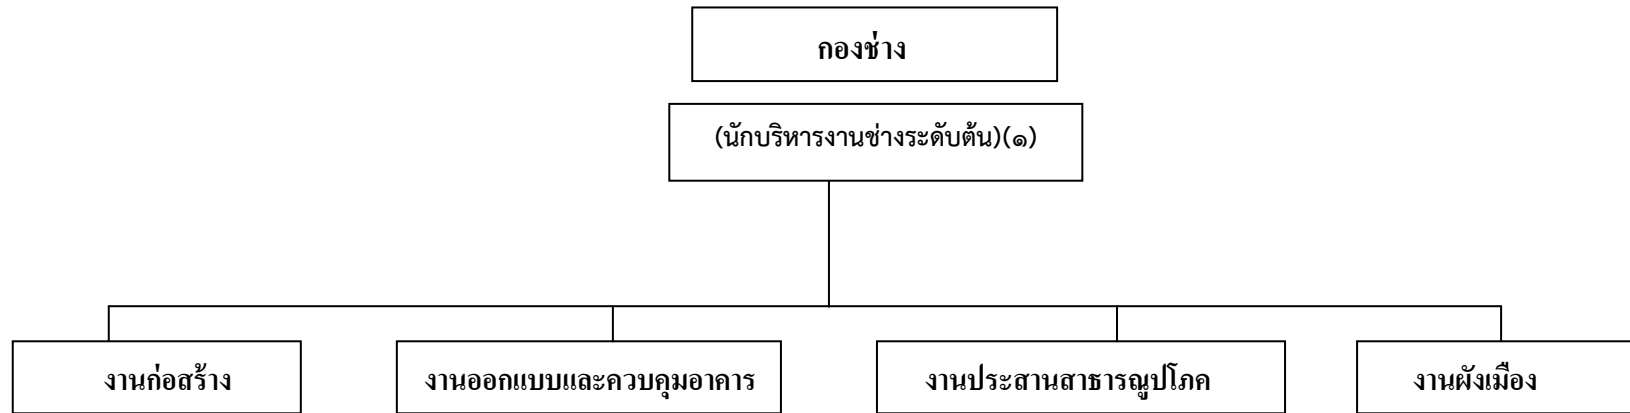 กองช่าง
(นักบริหารงานช่างระดับต้น)(๑)
งานก่อสร้าง
งานออกแบบและควบคุมอาคาร
งานประสานสาธารณูปโภค
งานผังเมือง